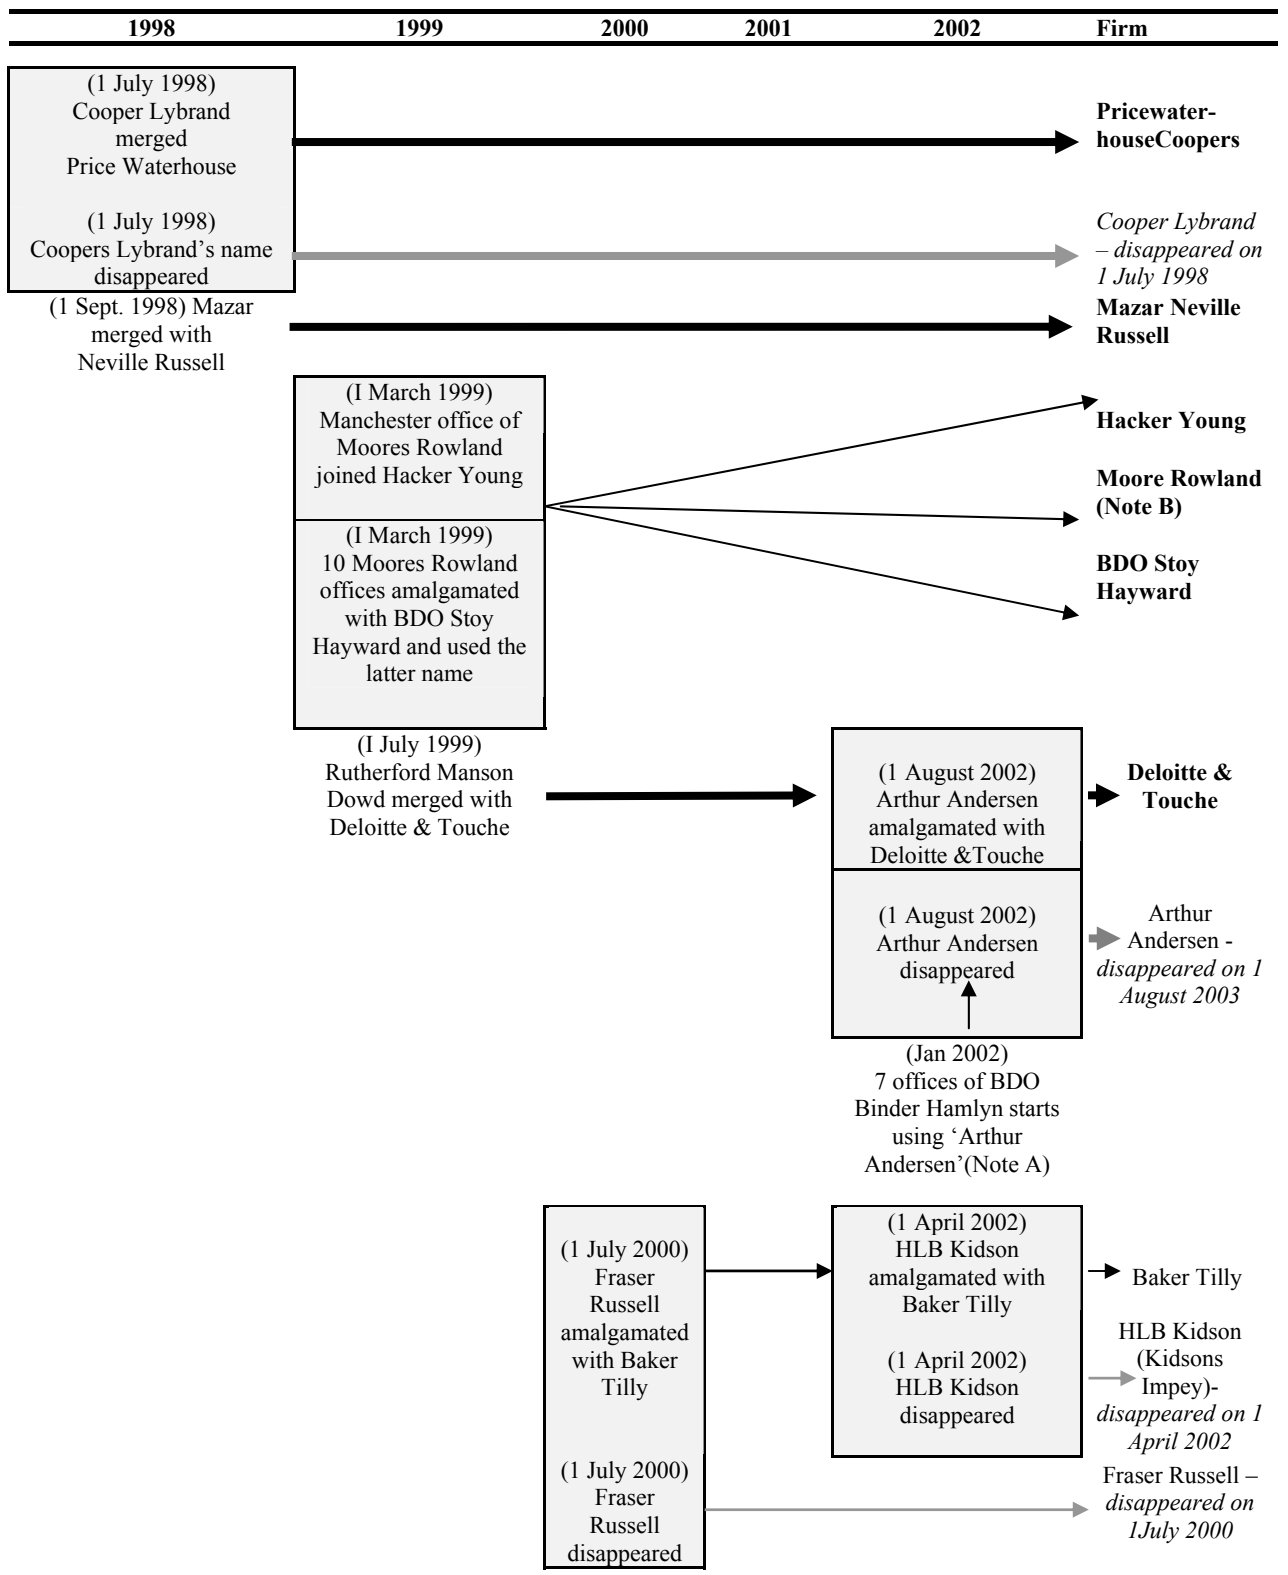 1998 1999 2000 2001 2002 Firm
(1 July 1998)
Cooper Lybrand
merged
Price Waterhouse
Pricewater-
houseCoopers
(1 July 1998)
Coopers Lybrand’s name
disappeared
Cooper Lybrand
– disappeared on
1 July 1998
(1 Sept. 1998) Mazar
merged with
Neville Russell
Mazar Neville
Russell
(I March 1999)
Manchester office of
Moores Rowland
joined Hacker Young
(I March 1999)
10 Moores Rowland
offices amalgamated
with BDO Stoy
Hayward and used the
latter name
Hacker Young
Moore Rowland
(Note B)
BDO Stoy
Hayward
(I July 1999)
Rutherford Manson
Dowd merged with
Deloitte & Touche
(1 August 2002)
Arthur Andersen
amalgamated with
Deloitte &Touche
Deloitte &
Touche
(1 August 2002)
Arthur Andersen
disappeared
Arthur
Andersen -
disappeared on 1
August 2003
(Jan 2002)
7 offices of BDO
Binder Hamlyn starts
using ‘Arthur
Andersen’(Note A)
(1 July 2000)
Fraser
Russell
amalgamated
with Baker
Tilly
(1 April 2002)
HLB Kidson
amalgamated with
Baker Tilly
Baker Tilly
(1 April 2002)
HLB Kidson
disappeared
HLB Kidson
(Kidsons
Impey)-
disappeared on 1
April 2002
(1 July 2000)
Fraser
Russell
disappeared
Fraser Russell –
disappeared on
1July 2000